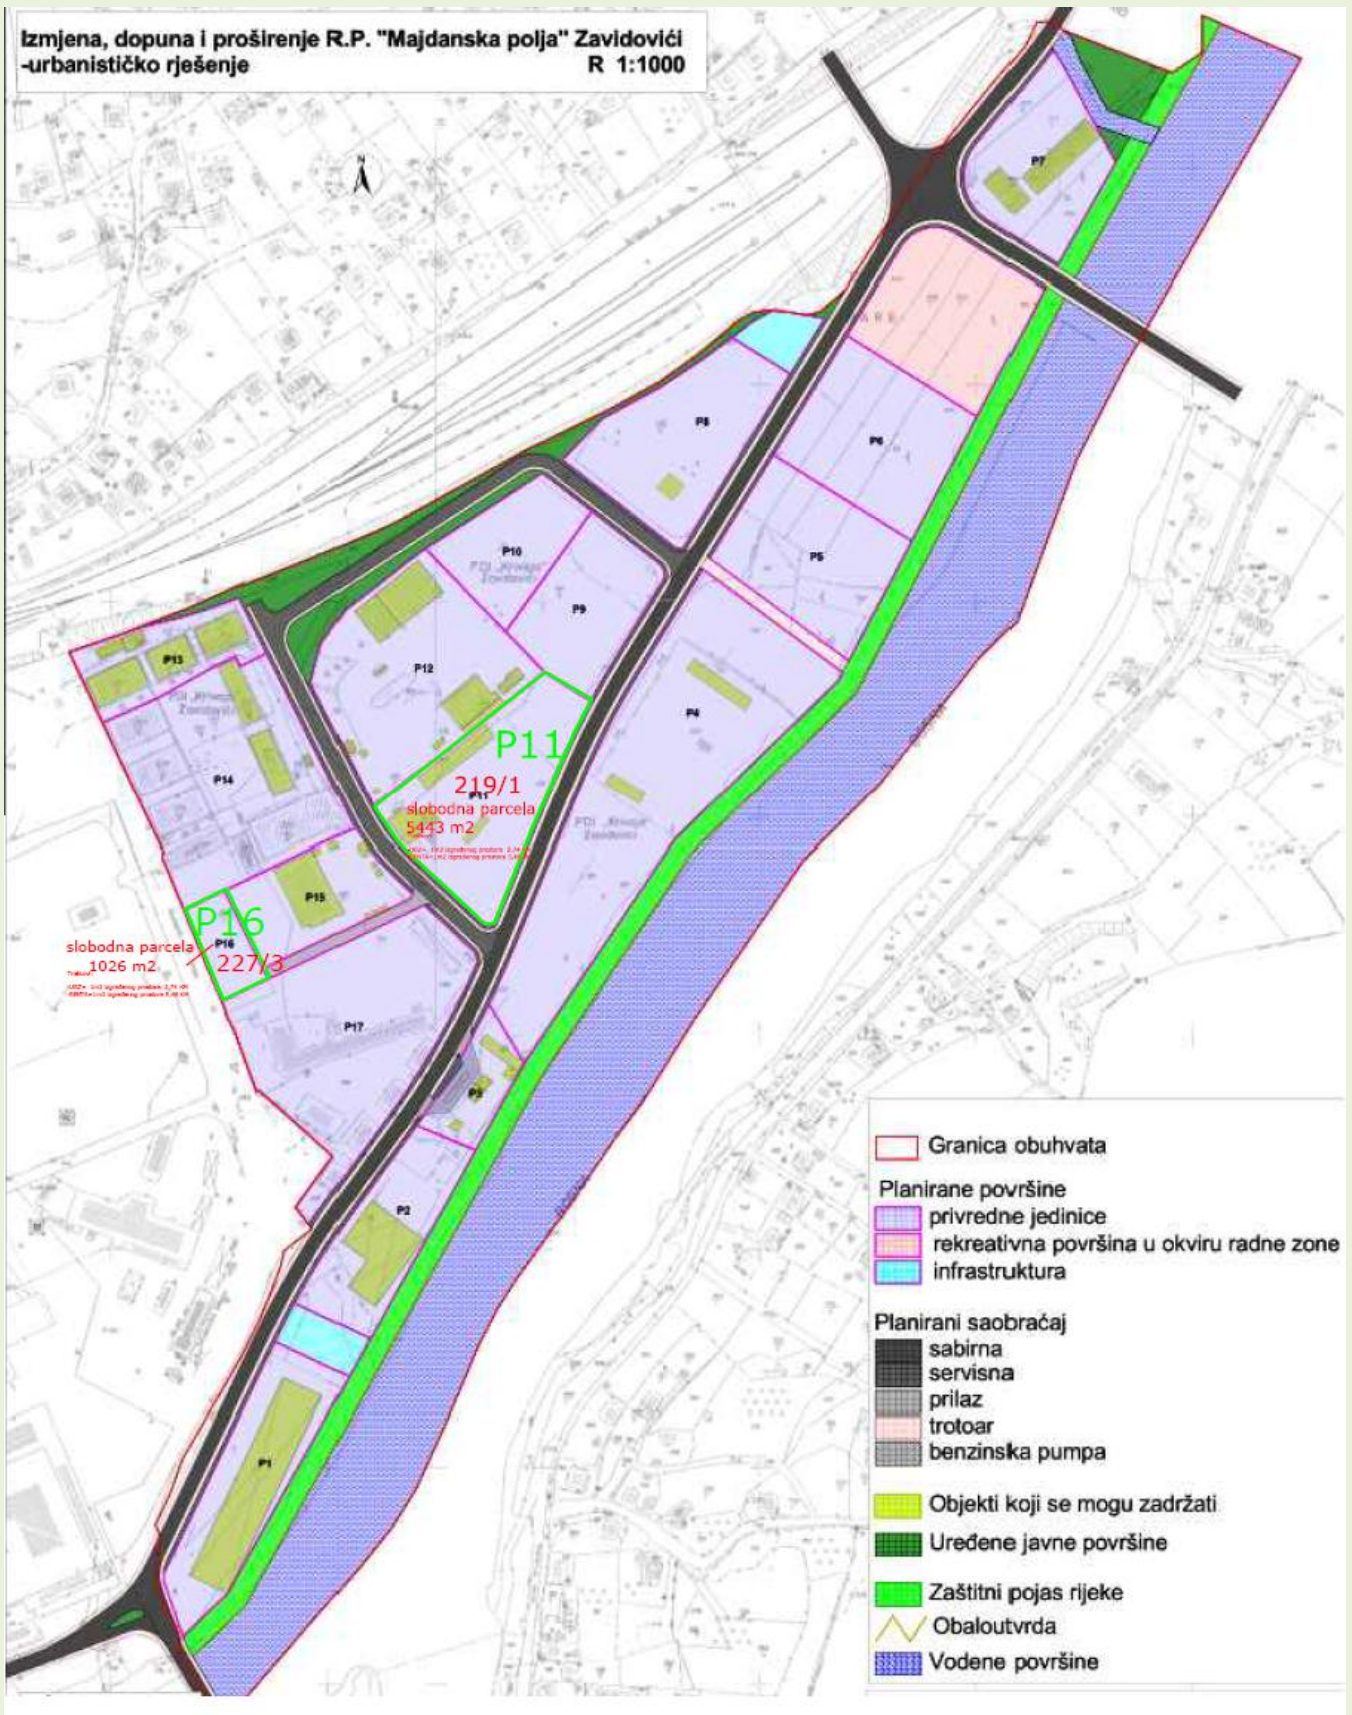 Izmjena, dopuna i proširenje R.P. "Majdanska polja" Zavidovići
-urbanističko rješenje R 1:1000
N
P7
P8
P6
P5
P10
P9
P13
P12
P4
P14
P11
219/1
P11
slobodna parcela
5443 m2
P15
P16
P16
slobodna parcela
1026 m2
227/3
P17
P3
P2
P1
Granica obuhvata
Planirane površine
privredne jedinice
rekreativna površina u okviru radne zone
infrastruktura
Planirani saobraćaj
sabirna
servisna
prilaz
trotoar
benzinska pumpa
Objekti koji se mogu zadržati
Uređene javne površine
Zaštitni pojas rijeke
Obaloutvrda
Vodene površine